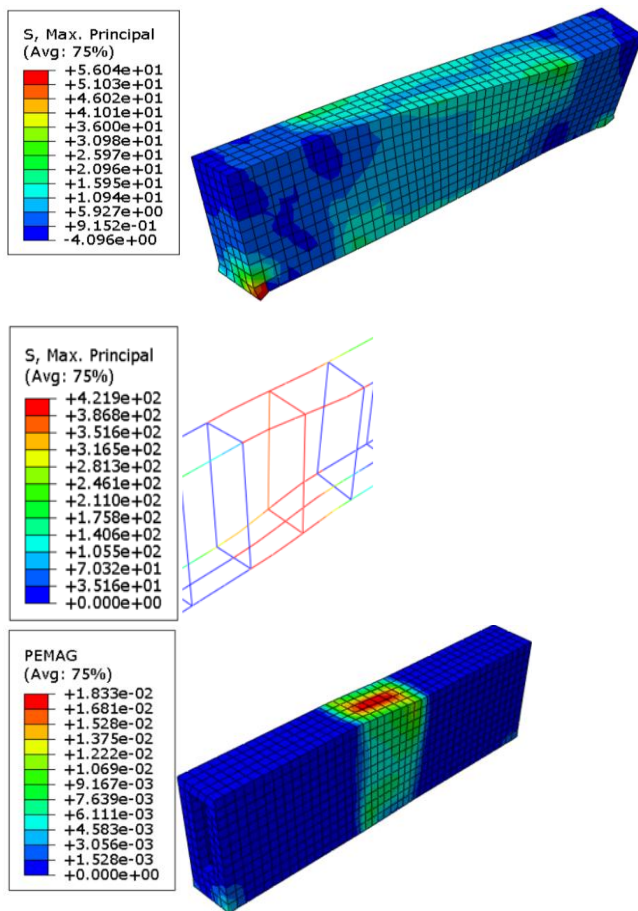 S, Max. Principal
(Avg: 75%)
+5.604e+01
+5.103e+01
+4.602e+01
+4.101e+01
+3.600e+01
+3.098e+01
+2.597e+01
+2.096e+01
+1.595e+01
+1.094e+01
+5.927e+00
+9.152e-01
-4.096e+00
S, Max. Principal
(Avg: 75%)
+4.219e+02
+3.868e+02
+3.516e+02
+3.165e+02
+2.813e+02
+2.461e+02
+2.110e+02
+1.758e+02
+1.406e+02
+1.055e+02
+7.032e+01
+3.516e+01
+0.000e+00
PEMAG
(Avg: 75%)
+1.833e-02
+1.681e-02
+1.528e-02
+1.375e-02
+1.222e-02
+1.069e-02
+9.167e-03
+7.639e-03
+6.111e-03
+4.583e-03
+3.056e-03
+1.528e-03
+0.000e+00